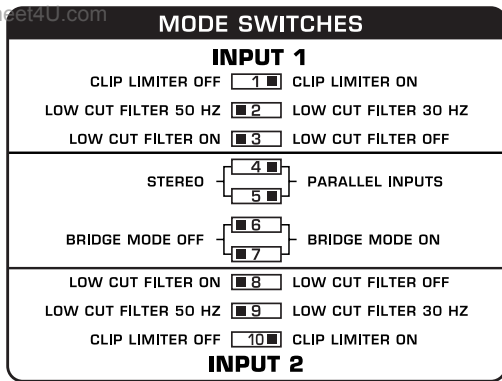 eet4U.com
MODE SWITCHES
INPUT 1
CLIP LIMITER OFF 1 CLIP LIMITER ON
LOW CUT FILTER 50 HZ 2 LOW CUT FILTER 30 HZ
LOW CUT FILTER ON 3 LOW CUT FILTER OFF
4
STEREO PARALLEL INPUTS
5
6
BRIDGE MODE OFF BRIDGE MODE ON
7
LOW CUT FILTER ON 8 LOW CUT FILTER OFF
LOW CUT FILTER 50 HZ 9 LOW CUT FILTER 30 HZ
CLIP LIMITER OFF 10 CLIP LIMITER ON
INPUT 2